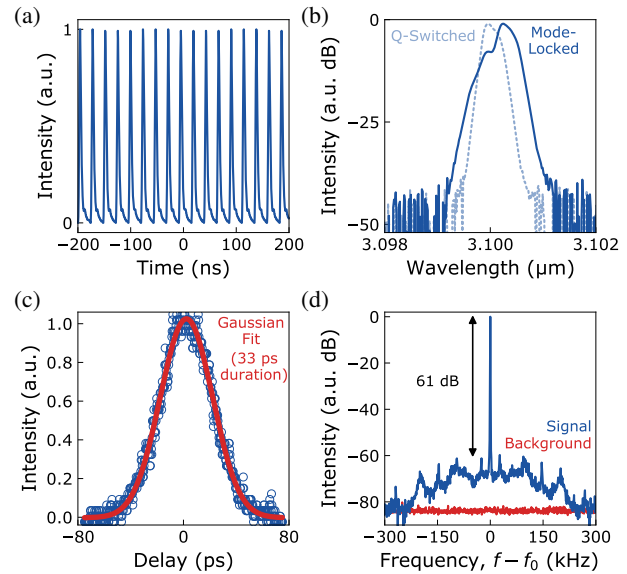 (a)
1
0
Intensity (a.u.)
−200
−100
0
100
200
Time (ns)
(b)
Q-Switched
Mode-
Locked
0
−25
−50
Intensity (a.u. dB)
3.098
3.100
3.102
Wavelength (μm)
(c)
Gaussian
Fit
(33 ps
duration)
1.0
0.8
0.6
0.4
0.2
0.0
Intensity (a.u.)
−80
0
80
Delay (ps)
(d)
61 dB
Signal
Background
0
−20
−40
−60
−80
Intensity (a.u. dB)
−300
−150
0
150
300
Frequency, f − f0 (kHz)